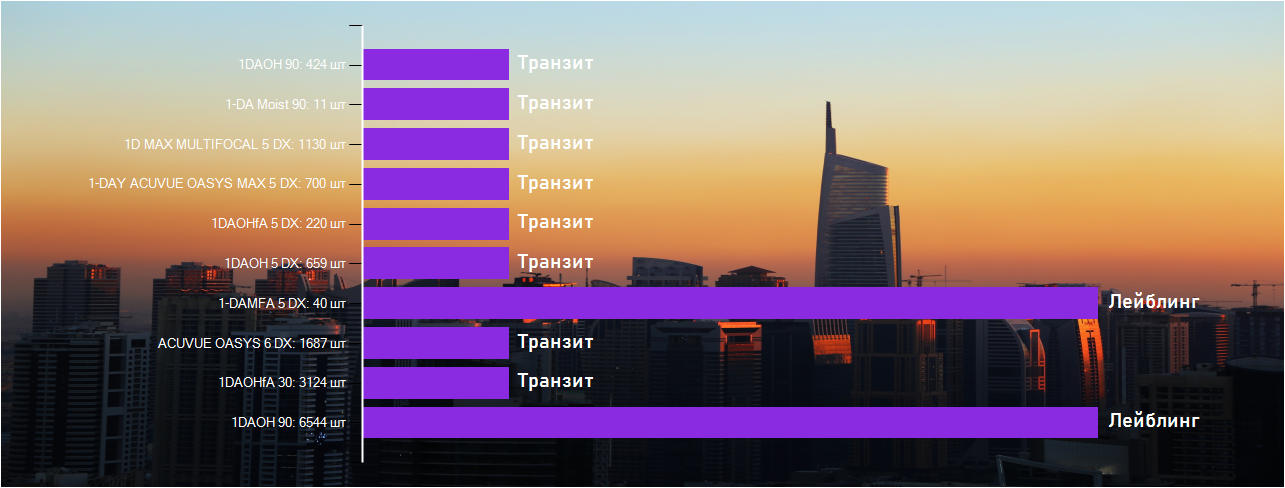 1DAOH 90: 424 шт Транзит
1-DA Moist 90: 11 шт Транзит
1D MAX MULTIFOCAL 5 DX: 1130 шт Транзит
1-DAY ACUVUE OASYS MAX 5 DX: 700 шт Транзит
1DAOHfA 5 DX: 220 шт Транзит
1DAOH 5 DX: 659 шт Транзит
1-DAMFA 5 DX: 40 шт Лейблинг
ACUVUE OASYS 6 DX: 1687 шт Транзит
1DAOHfA 30: 3124 шт Транзит
1DAOH 90: 6544 шт Лейблинг